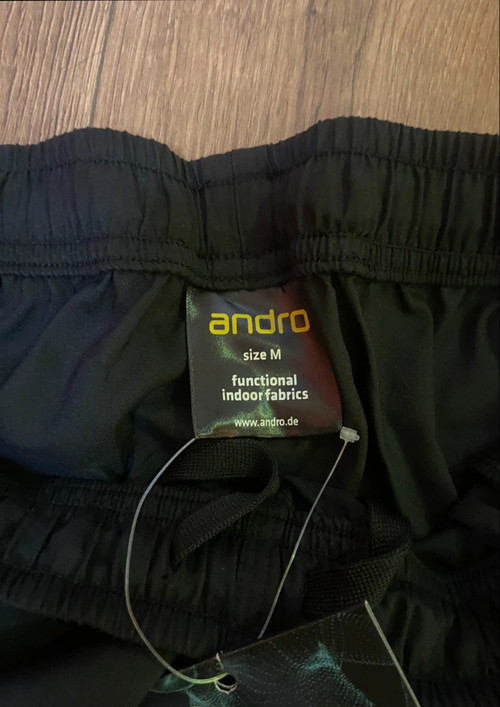 andro
size M
functional
indoor fabrics
www.andro.de